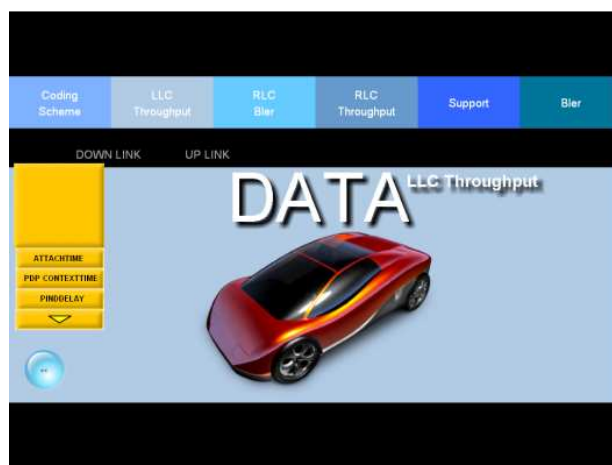 Coding
Scheme
LLC
Throughput
RLC
Bler
RLC
Throughput
Support
Bler
DOWN LINK
UP LINK
DATA
LLC Throughput
ATTACHTIME
PDP CONTEXTTIME
PINDDELAY